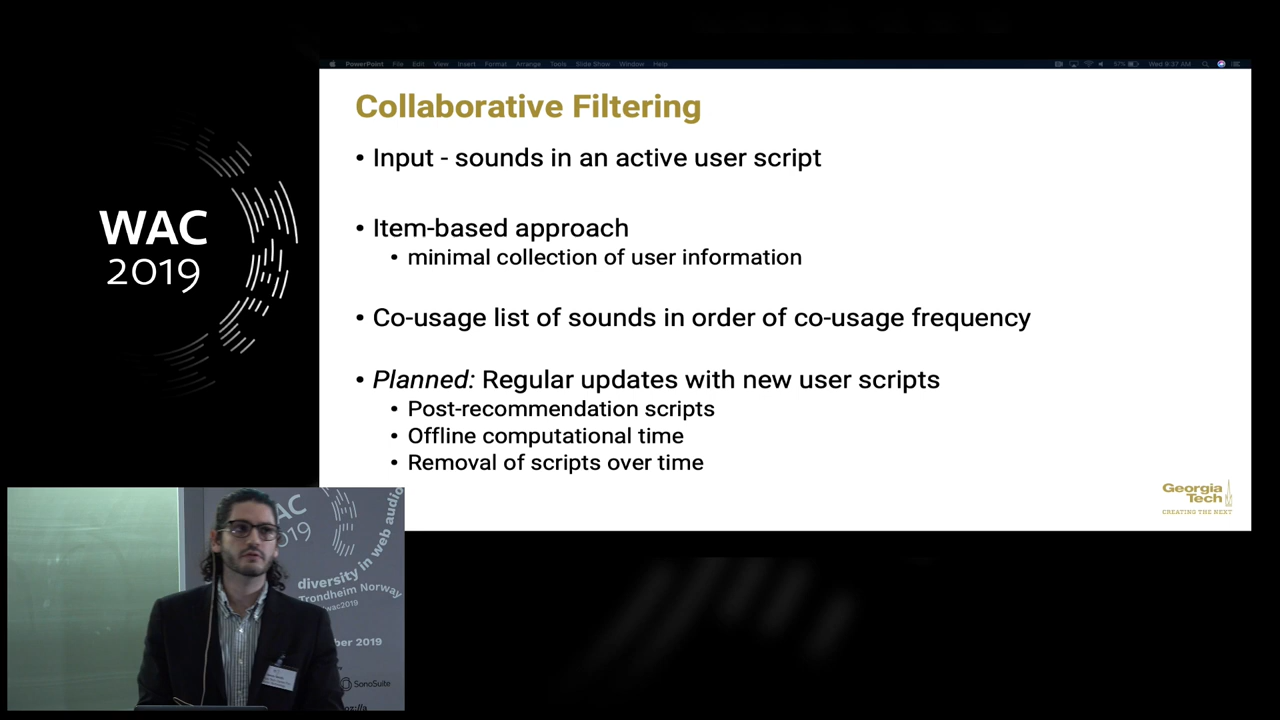 PowerPoint File Edit View Insert Format Arrange Tools Slide Show Window Help
57% Wed 9:37 AM
Collaborative Filtering
• Input - sounds in an active user script
• Item-based approach
• minimal collection of user information
• Co-usage list of sounds in order of co-usage frequency
• Planned: Regular updates with new user scripts
• Post-recommendation scripts
• Offline computational time
• Removal of scripts over time
Georgia
Tech
CREATING THE NEXT
WAC
2019
AC
019
diversity in web audio
Trondheim Norway
wac2019
ber 2019
SonoSuite